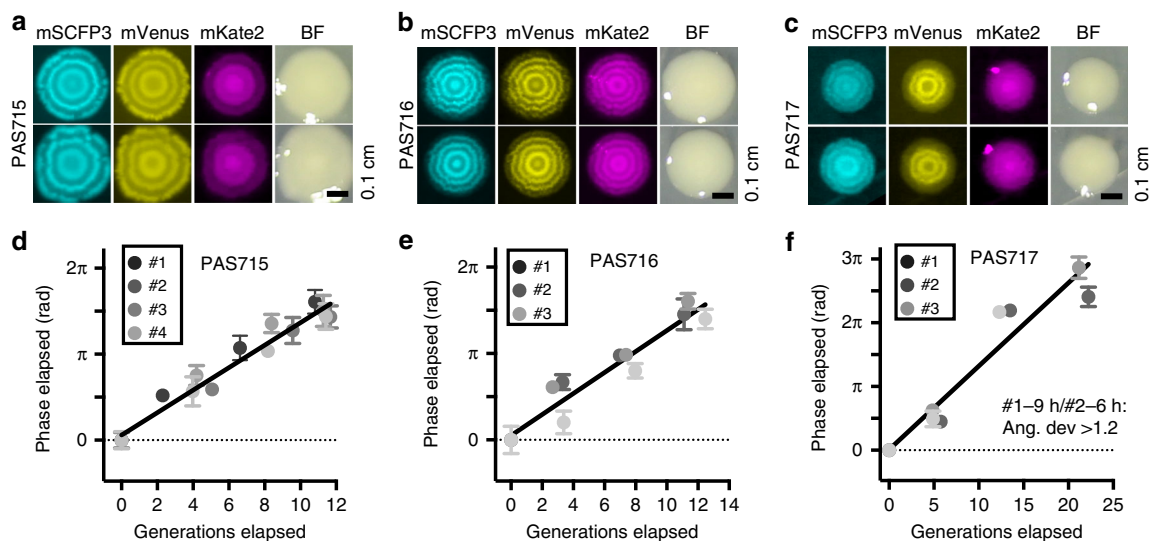 a
mSCFP3 mVenus mKate2 BF
PAS715
0.1 cm
b
mSCFP3 mVenus mKate2 BF
PAS716
0.1 cm
c
mSCFP3 mVenus mKate2 BF
PAS717
0.1 cm
d
PAS715
#1
#2
#3
#4
2π
π
0
Phase elapsed (rad)
0 2 4 6 8 10 12
Generations elapsed
e
PAS716
#1
#2
#3
2π
π
0
Phase elapsed (rad)
0 2 4 6 8 10 12 14
Generations elapsed
f
PAS717
#1
#2
#3
3π
2π
π
0
Phase elapsed (rad)
#1–9 h/#2–6 h:
Ang. dev >1.2
0 5 10 15 20 25
Generations elapsed